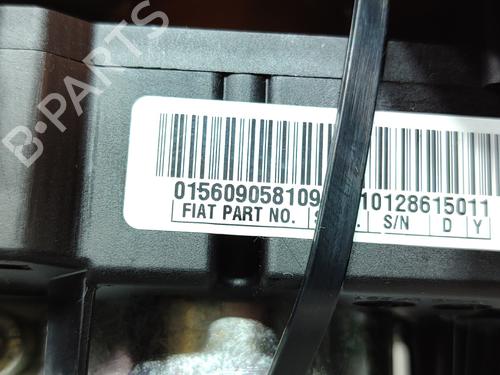 B-PARTS
015609058109 10128615011
FIAT PART NO. S/N D Y